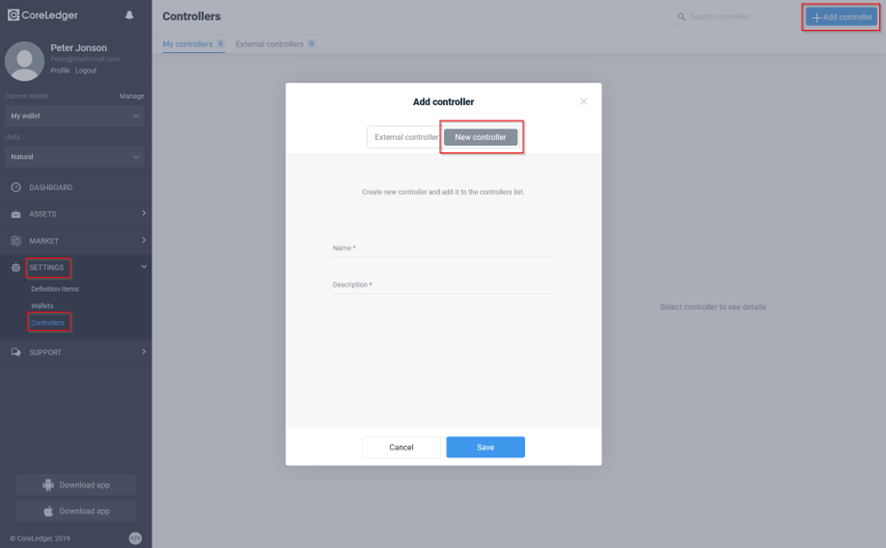 CoreLedger
Controllers
Search controller
Add controller
Peter Jonson
Peterj@trash-mail.com
Profile Logout
My controllers 0 External controllers 0
Current Wallet Manage
My wallet
Units
Natural
DASHBOARD
ASSETS
MARKET
SETTINGS
Definition Items
Wallets
Controllers
SUPPORT
Download app
Download app
© CoreLedger, 2019
</>
Add controller
External controller New controller
Create new controller and add it to the controllers list.
Name *
Description *
Cancel Save
Select controller to see details